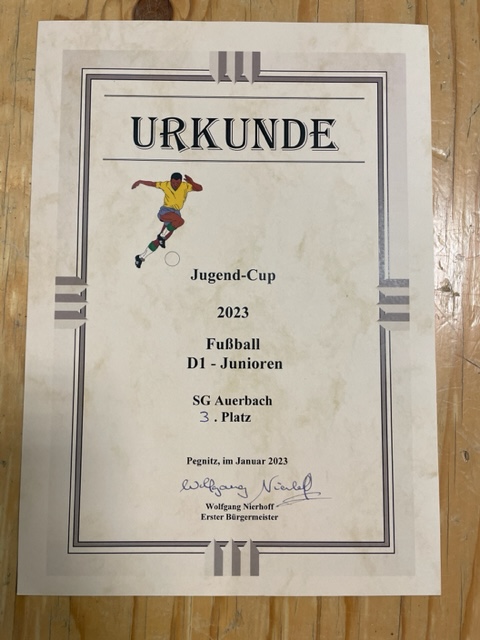 URKUNDE
Jugend-Cup
2023
Fußball
D1 - Junioren
SG Auerbach
3. Platz
Pegnitz, im Januar 2023
Wolfgang Nierhoff
Wolfgang Nierhoff
Erster Bürgermeister